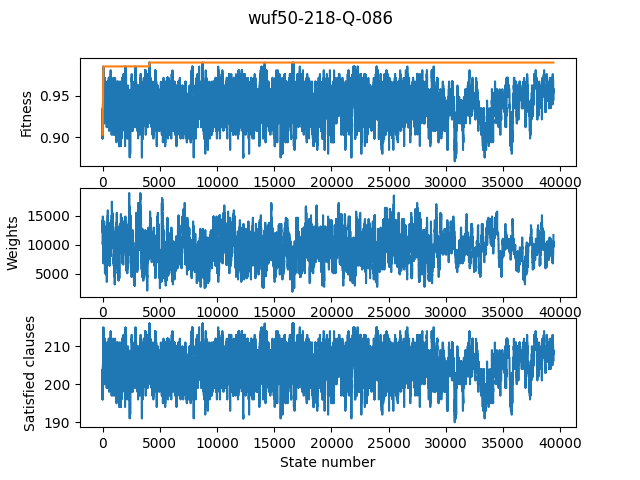 wuf50-218-Q-086
Fitness
0.95
0.90
0 5000 10000 15000 20000 25000 30000 35000 40000
Weights
15000
10000
5000
0 5000 10000 15000 20000 25000 30000 35000 40000
Satisfied clauses
210
200
190
0 5000 10000 15000 20000 25000 30000 35000 40000
State number